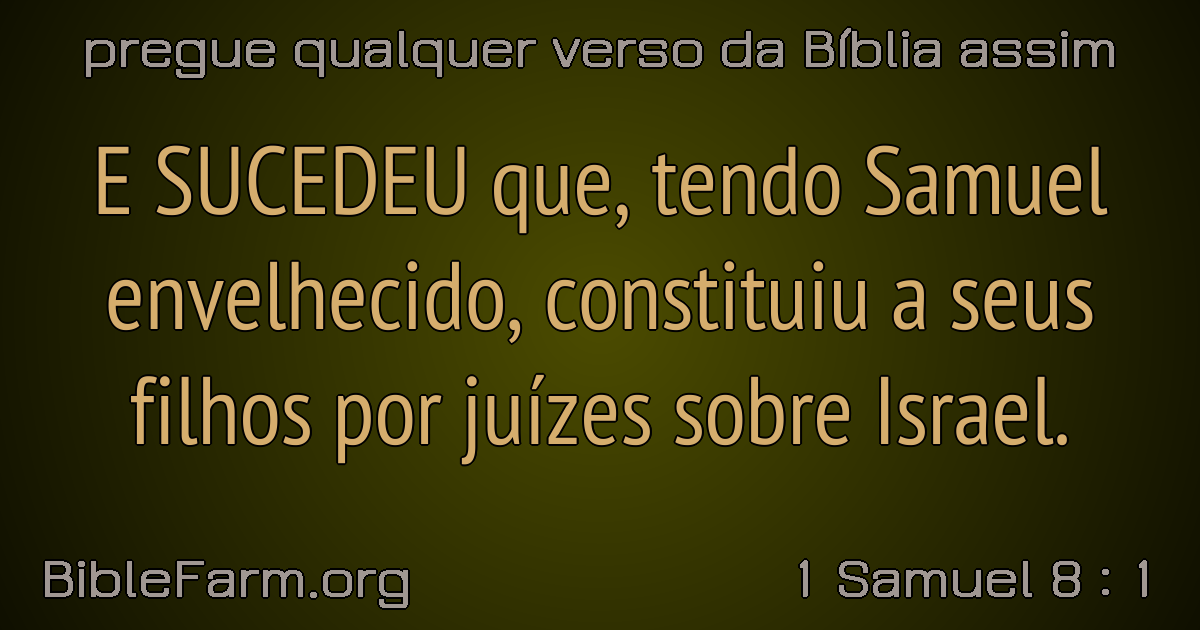 pregue qualquer verso da Bíblia assim
E SUCEDEU que, tendo Samuel
envelhecido, constituiu a seus
filhos por juízes sobre Israel.
BibleFarm.org
1 Samuel 8 : 1